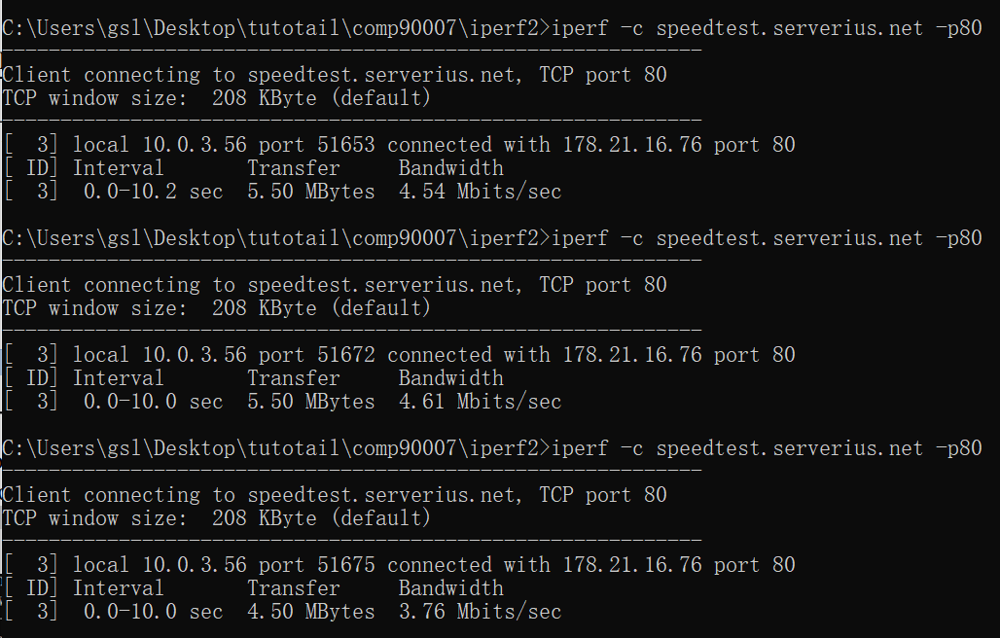 C:\Users\gsl\Desktop\tutotail\comp90007\iperf2>iperf -c speedtest.serverius.net -p80
------------------------------------------------------------
Client connecting to speedtest.serverius.net, TCP port 80
TCP window size:  208 KByte (default)
------------------------------------------------------------
[  3] local 10.0.3.56 port 51653 connected with 178.21.16.76 port 80
[ ID] Interval       Transfer     Bandwidth
[  3]  0.0-10.2 sec  5.50 MBytes  4.54 Mbits/sec
C:\Users\gsl\Desktop\tutotail\comp90007\iperf2>iperf -c speedtest.serverius.net -p80
------------------------------------------------------------
Client connecting to speedtest.serverius.net, TCP port 80
TCP window size:  208 KByte (default)
------------------------------------------------------------
[  3] local 10.0.3.56 port 51672 connected with 178.21.16.76 port 80
[ ID] Interval       Transfer     Bandwidth
[  3]  0.0-10.0 sec  5.50 MBytes  4.61 Mbits/sec
C:\Users\gsl\Desktop\tutotail\comp90007\iperf2>iperf -c speedtest.serverius.net -p80
------------------------------------------------------------
Client connecting to speedtest.serverius.net, TCP port 80
TCP window size:  208 KByte (default)
------------------------------------------------------------
[  3] local 10.0.3.56 port 51675 connected with 178.21.16.76 port 80
[ ID] Interval       Transfer     Bandwidth
[  3]  0.0-10.0 sec  4.50 MBytes  3.76 Mbits/sec